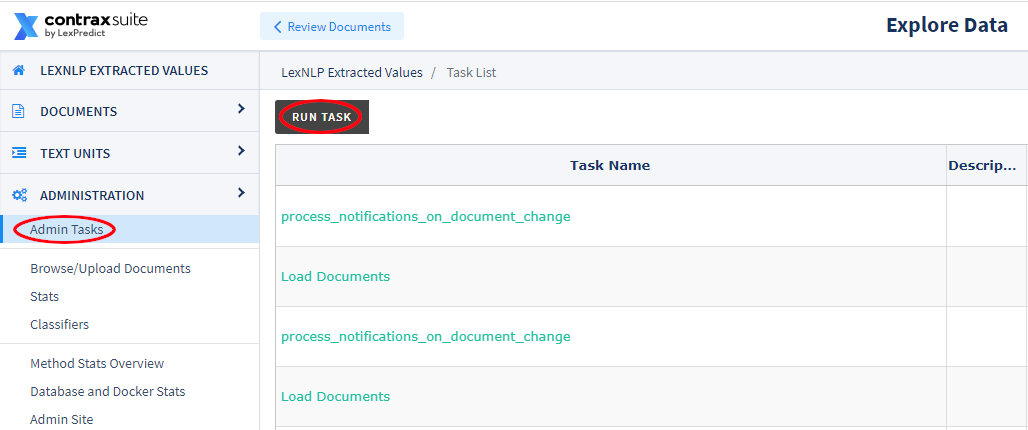 contraxsuite
by LexPredict
Review Documents
Explore Data
LEXNLP EXTRACTED VALUES
DOCUMENTS
TEXT UNITS
ADMINISTRATION
Admin Tasks
Browse/Upload Documents
Stats
Classifiers
Method Stats Overview
Database and Docker Stats
Admin Site
LexNLP Extracted Values / Task List
RUN TASK
Task Name Descrip...
process_notifications_on_document_change
Load Documents
process_notifications_on_document_change
Load Documents